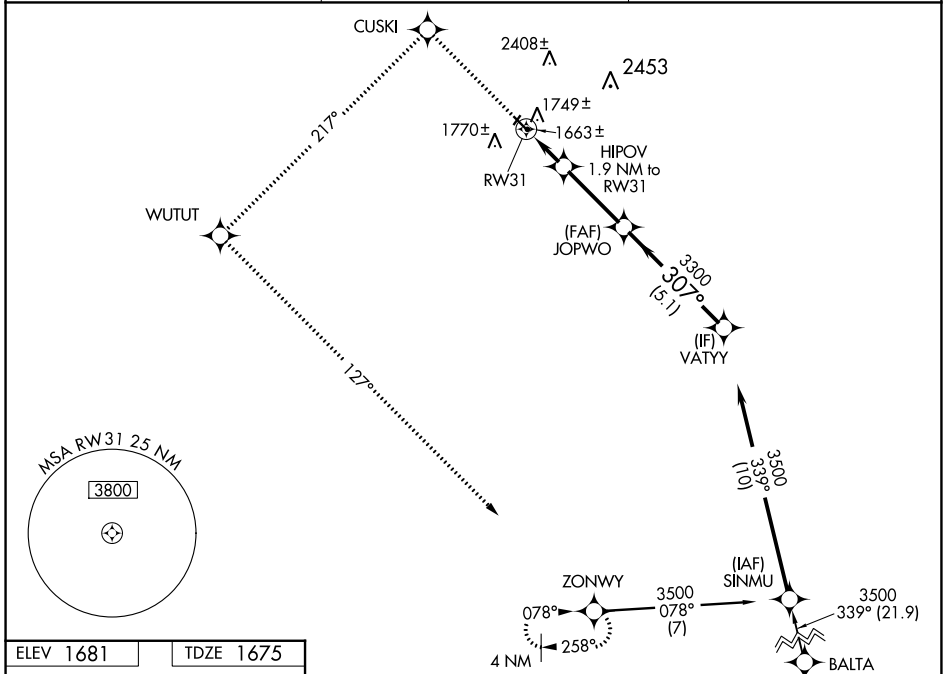 CUSKI
2408±
2453
1749±
1770±
1663±
217°
RW31
HIPOV
1.9 NM to
RW31
WUTUT
(FAF)
JOPWO
3300
307°
(5.1)
(IF)
VATYY
127°
MSA RW31 25 NM
3800
3500
339°
(10)
(IAF)
SINMU
ZONWY
3500
078°
(7)
3500
339° (21.9)
078°
258°
4 NM
BALTA
ELEV 1681
TDZE 1675